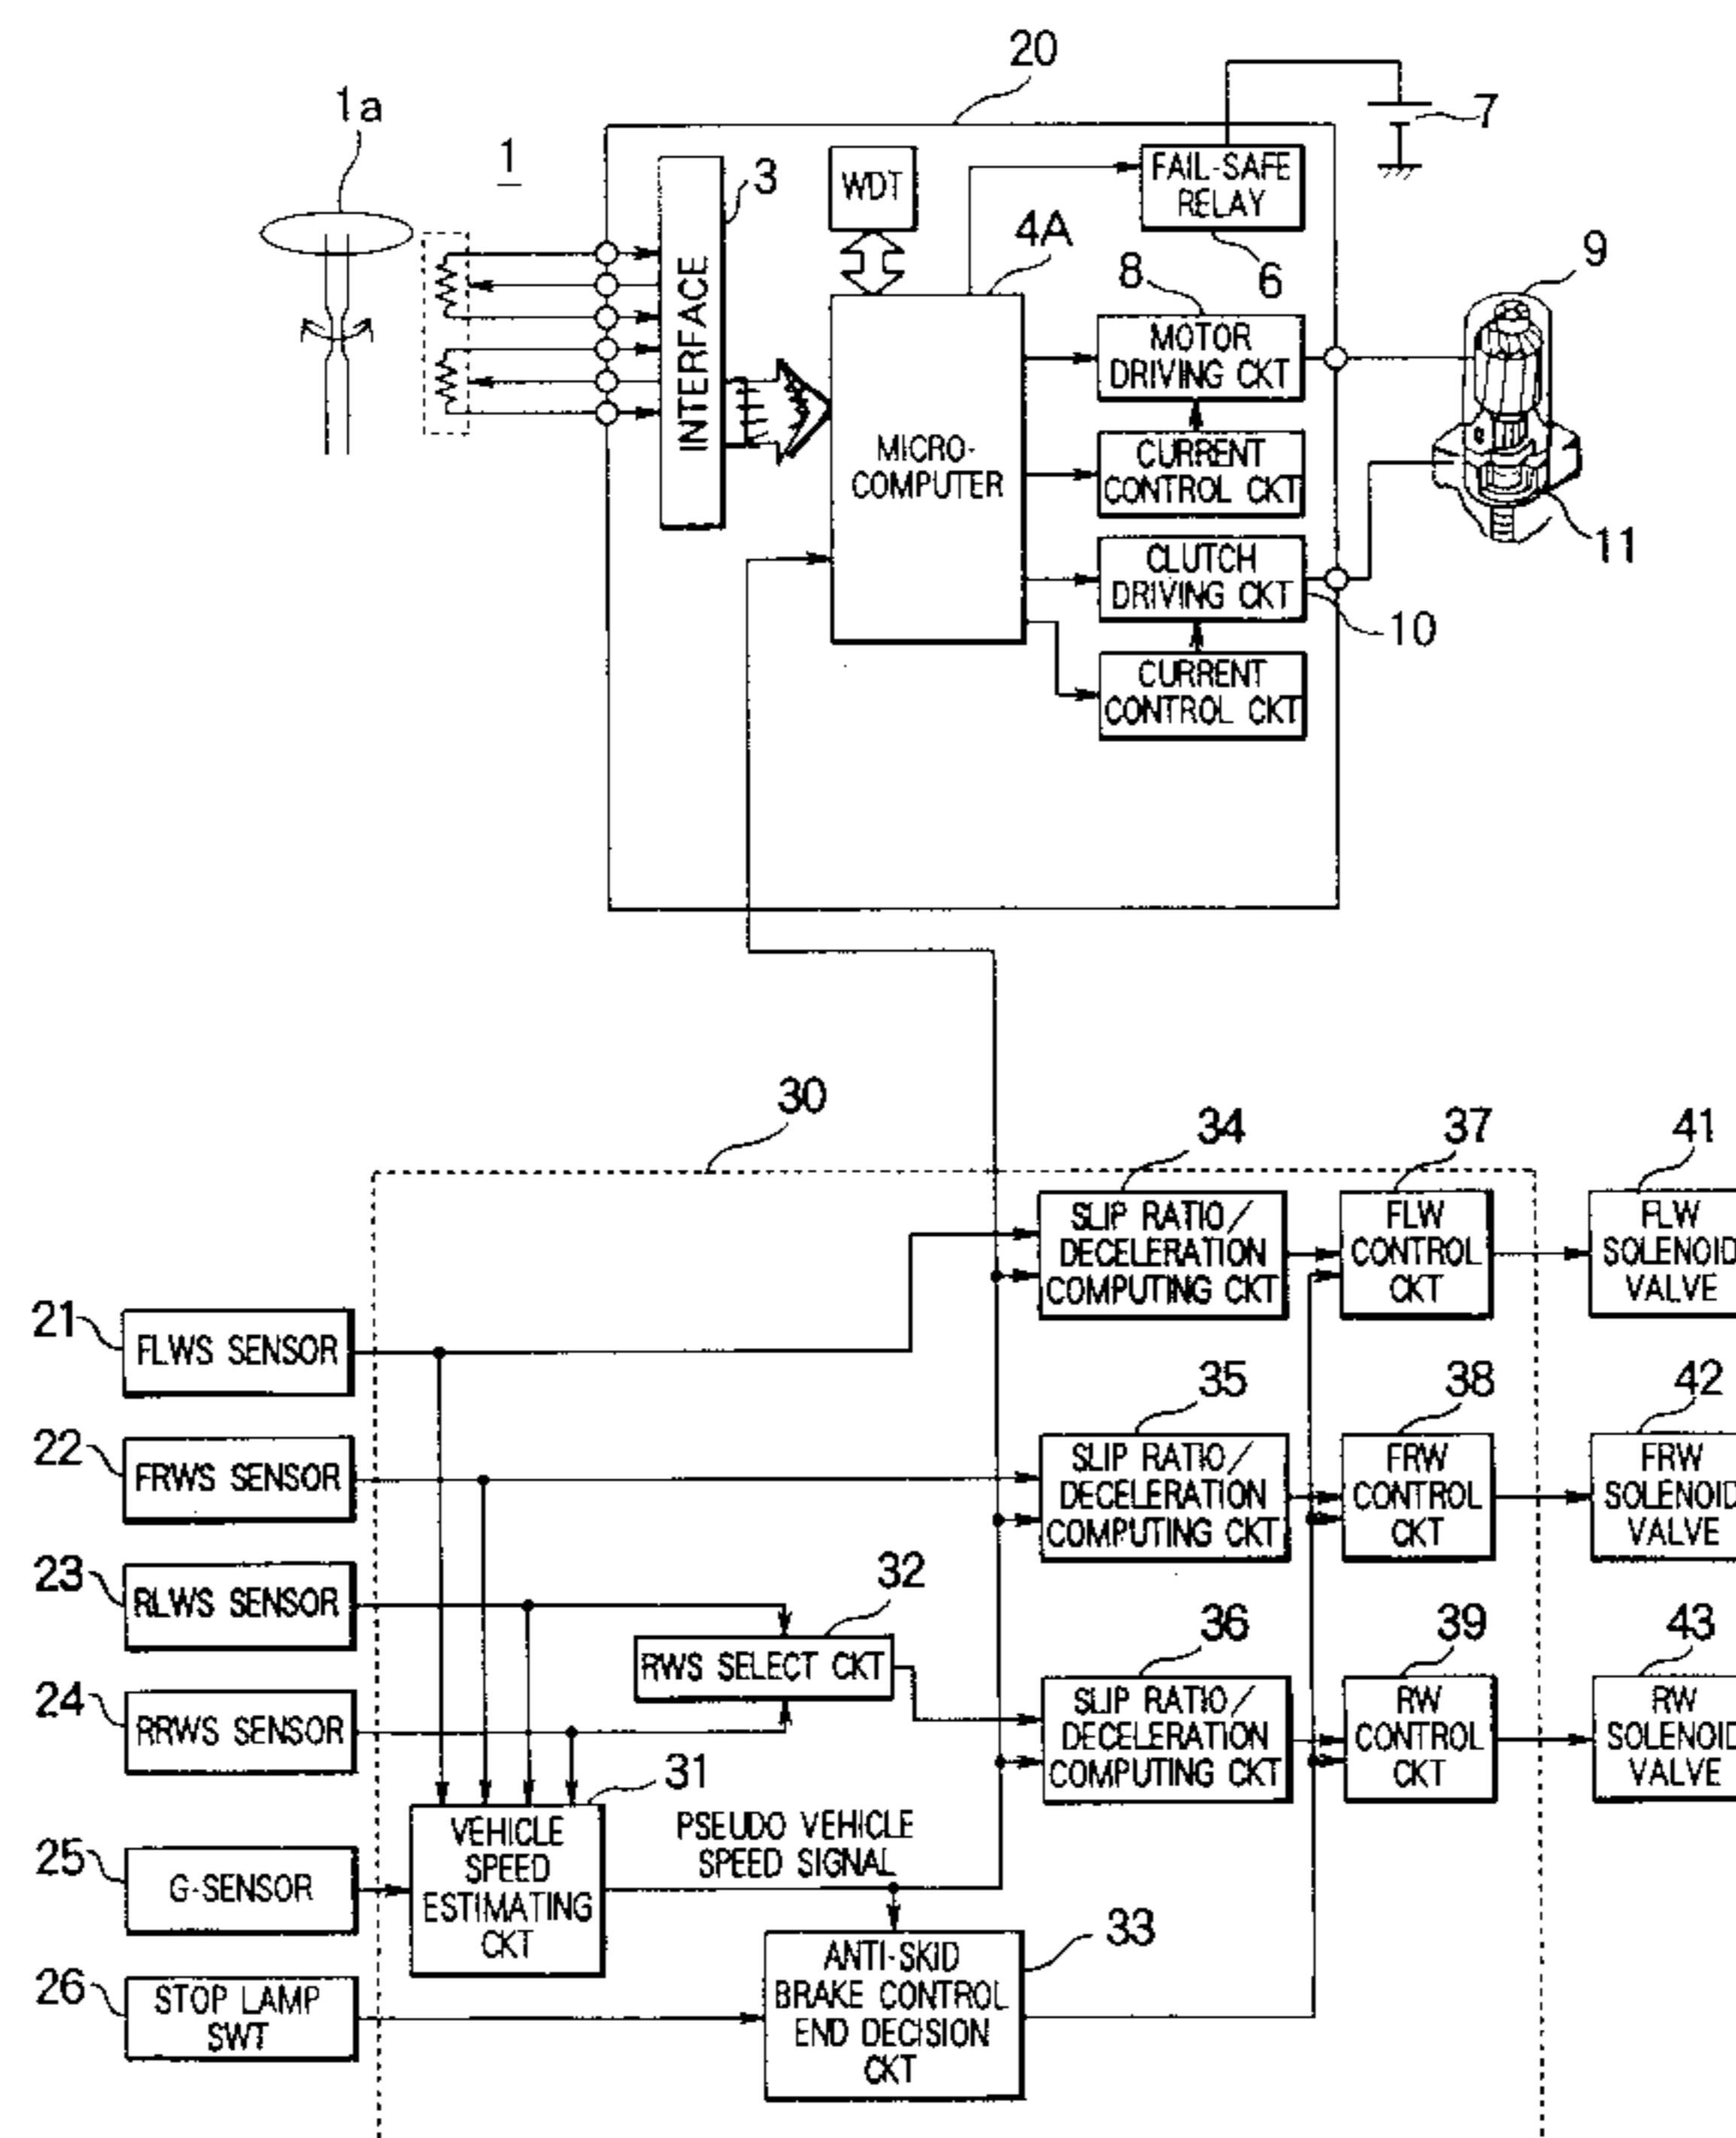 20
1a
1
3
7
WDT
FAIL-SAFE
RELAY
4A
6
8
9
INTERFACE
MOTOR
DRIVING CKT
MICRO-
COMPUTER
CURRENT
CONTROL CKT
11
CLUTCH
DRIVING CKT
10
CURRENT
CONTROL CKT
30
34
37
41
SLIP RATIO/
DECELERATION
COMPUTING CKT
FLW
CONTROL
CKT
FLW
SOLENOID
VALVE
21
FLWS SENSOR
35
38
42
22
FRWS SENSOR
SLIP RATIO/
DECELERATION
COMPUTING CKT
FRW
CONTROL
CKT
FRW
SOLENOID
VALVE
23
RLWS SENSOR
32
RWS SELECT CKT
36
39
43
24
RRWS SENSOR
SLIP RATIO/
DECELERATION
COMPUTING CKT
RW
CONTROL
CKT
RW
SOLENOID
VALVE
31
25
G-SENSOR
VEHICLE
SPEED
ESTIMATING
CKT
PSEUDO VEHICLE
SPEED SIGNAL
33
26
STOP LAMP
SWT
ANTI-SKID
BRAKE CONTROL
END DECISION
CKT